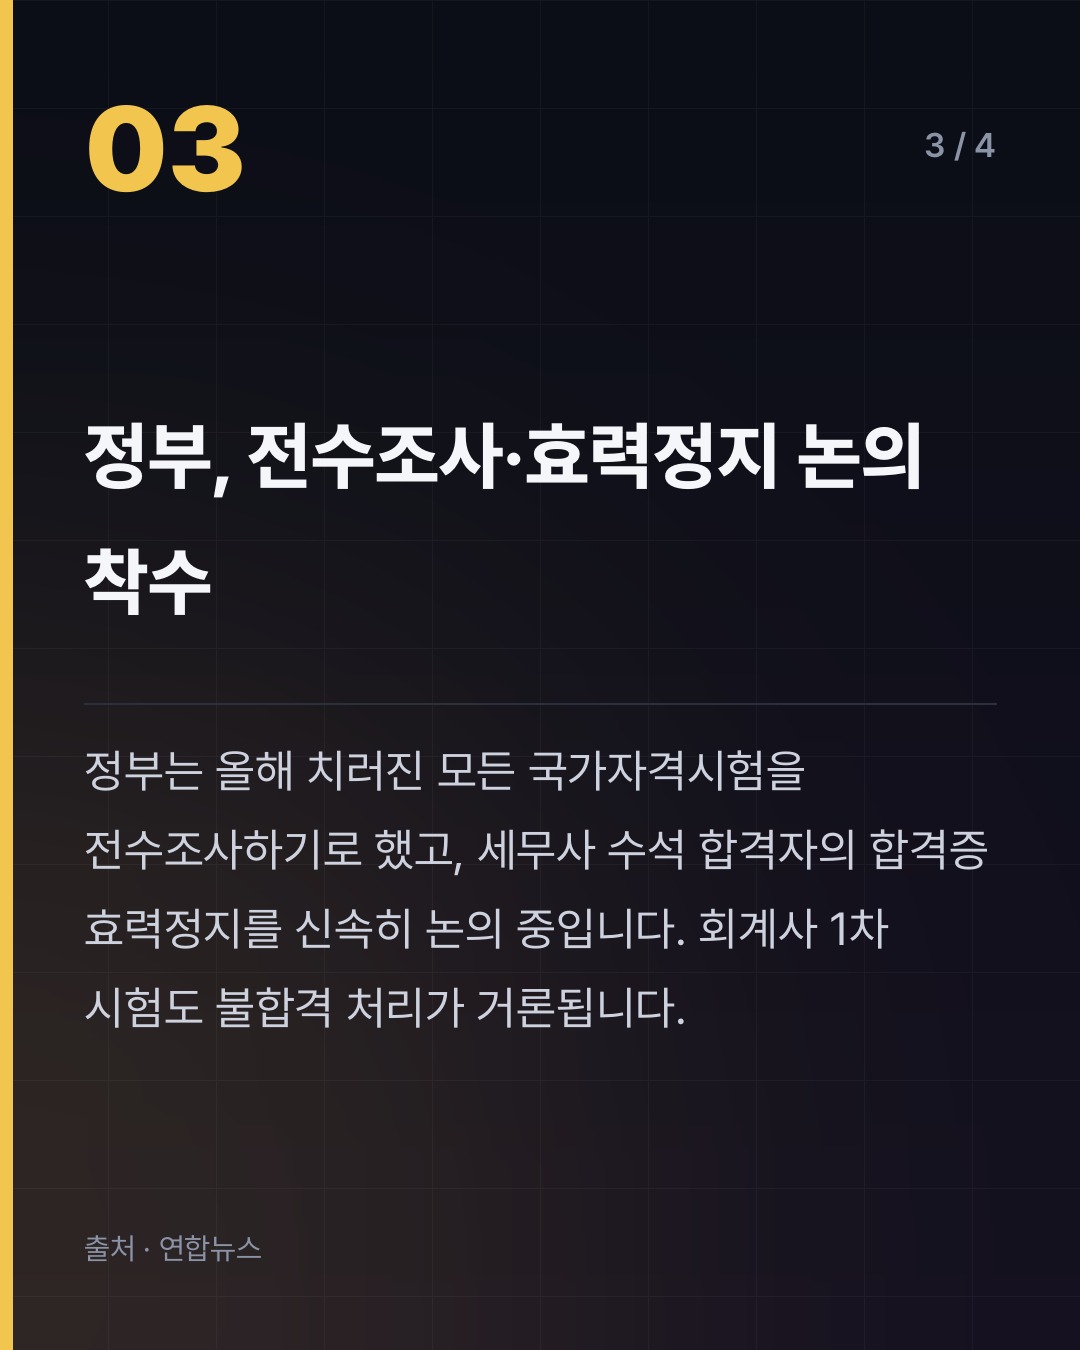 03
3 / 4
정부, 전수조사·효력정지 논의
착수
정부는 올해 치러진 모든 국가자격시험을
전수조사하기로 했고, 세무사 수석 합격자의 합격증
효력정지를 신속히 논의 중입니다. 회계사 1차
시험도 불합격 처리가 거론됩니다.
출처 · 연합뉴스